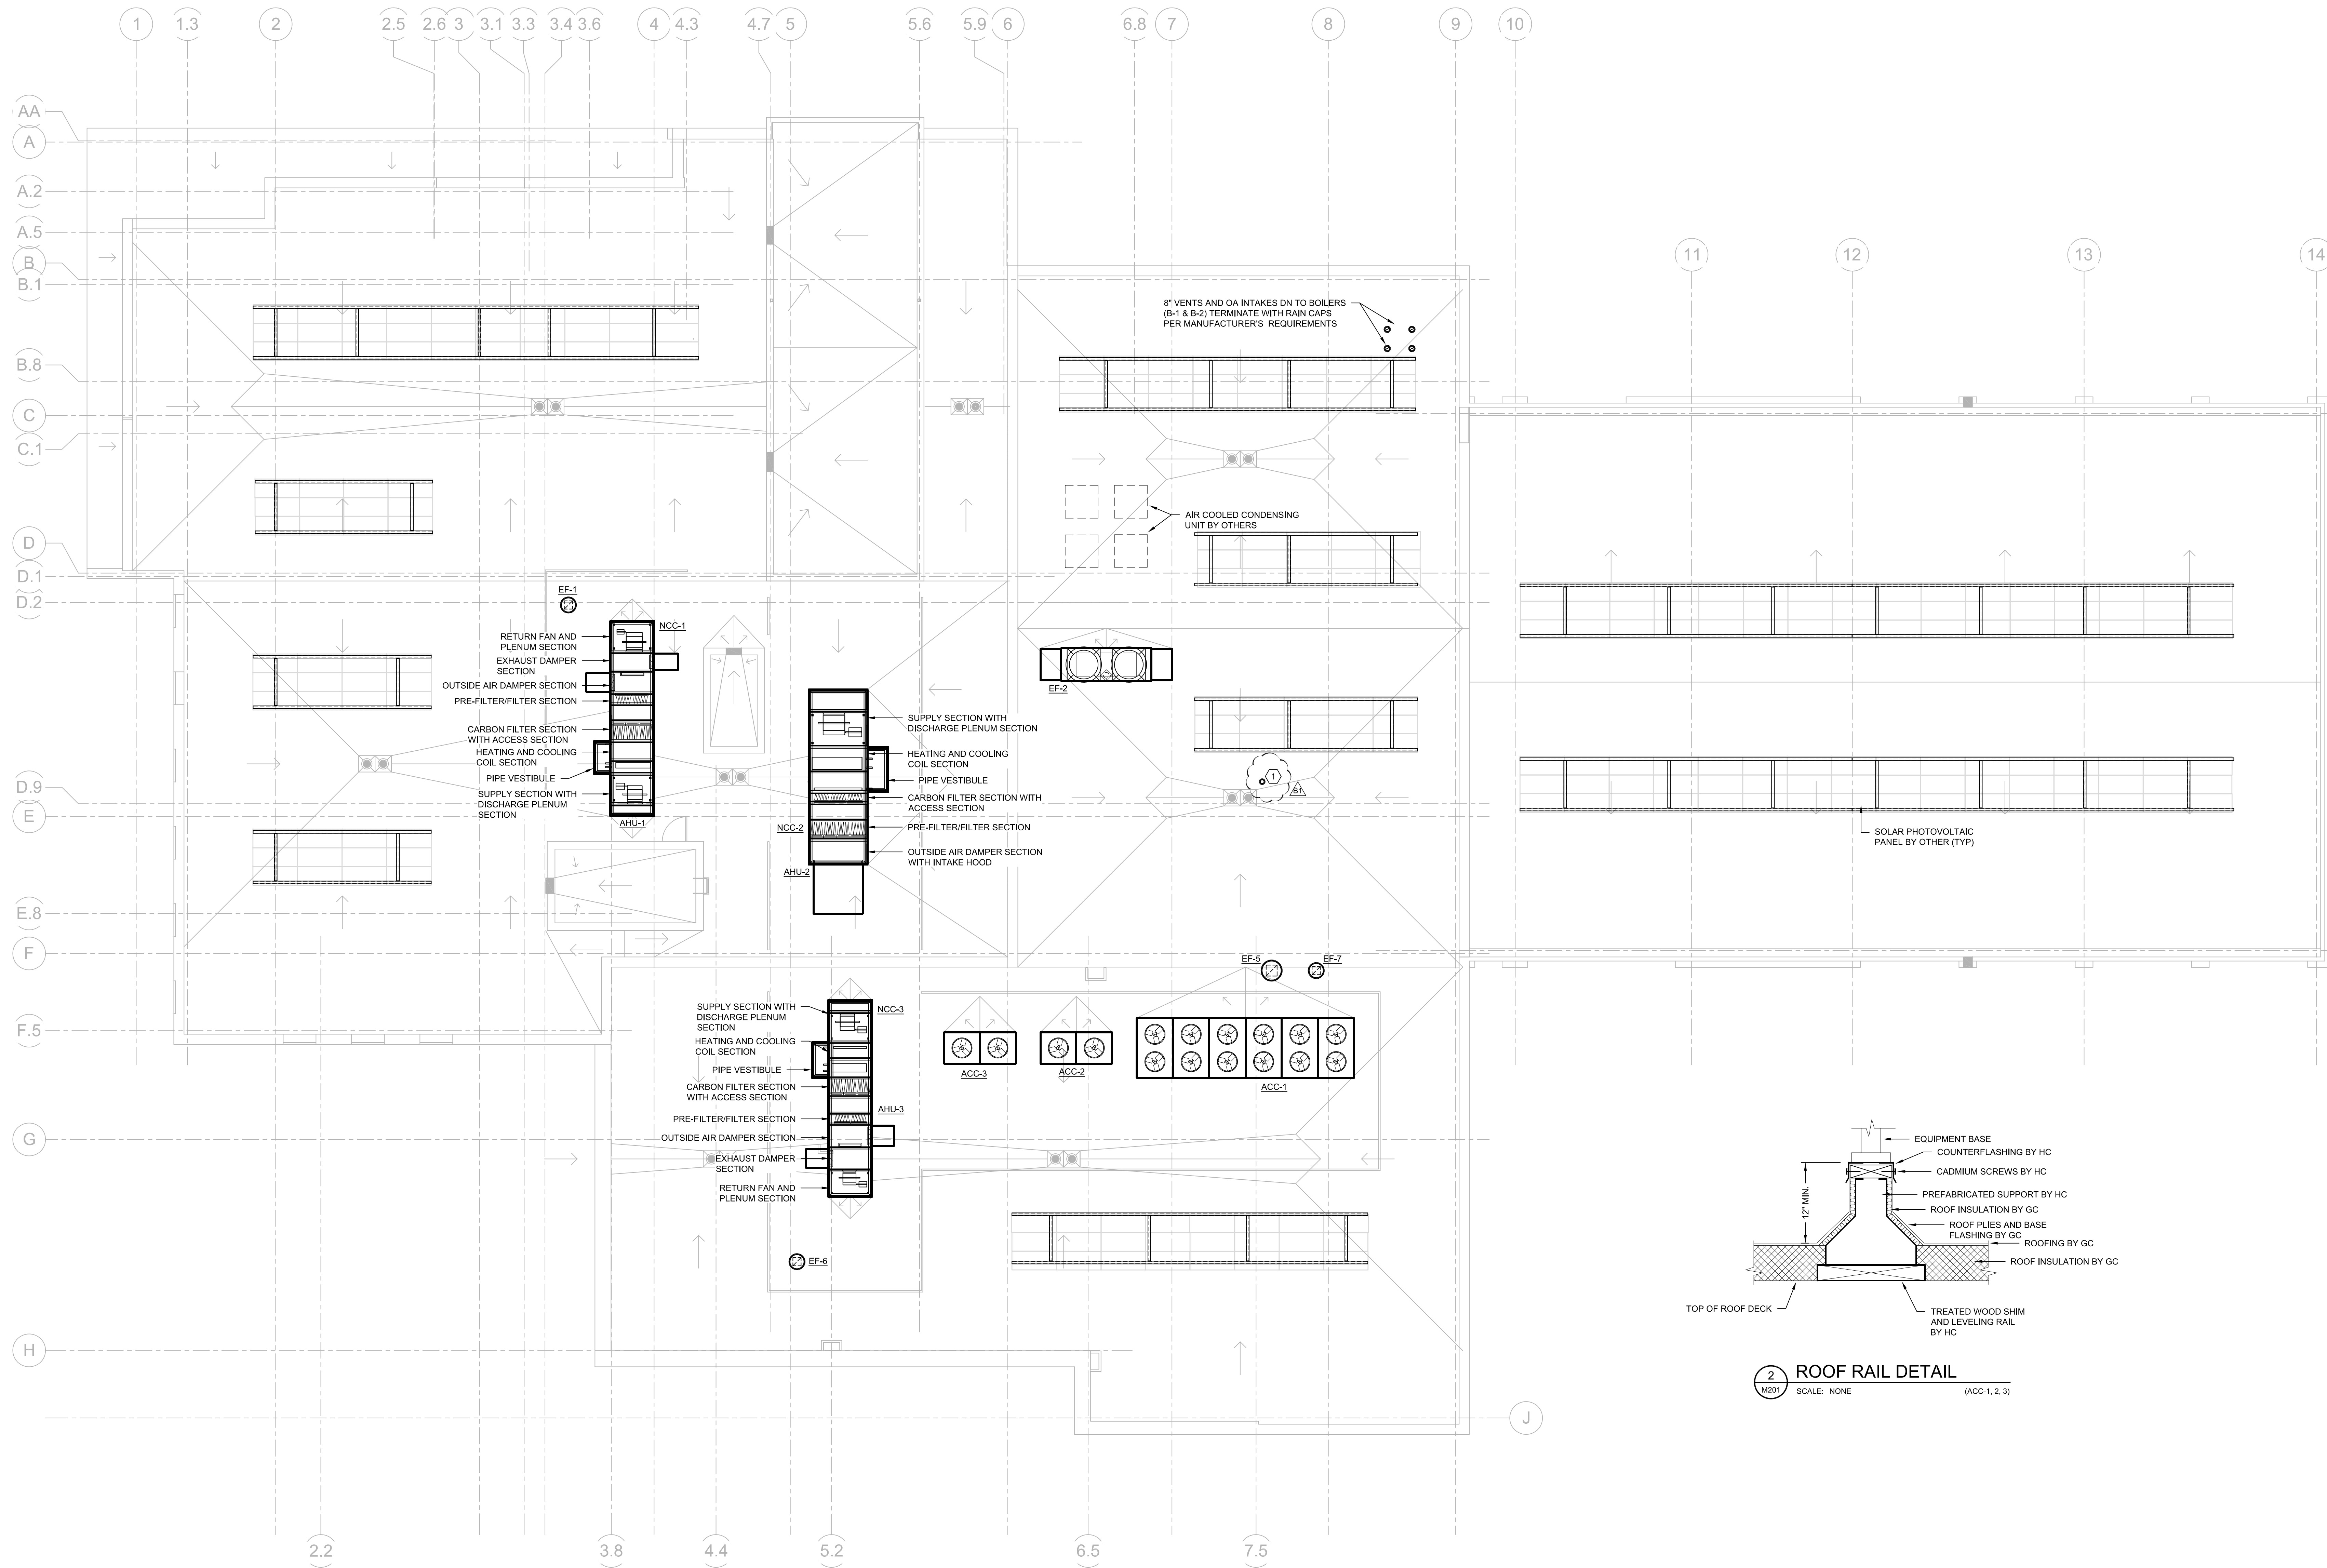 1
1.3
2
2.5
2.6
3
3.1
3.3
3.4
3.6
4
4.3
4.7
5
5.6
5.9
6
6.8
7
8
9
10
AA
A
A.2
A.5
B
B.1
B.8
C
C.1
D
D.1
D.2
D.9
E
E.8
F
F.5
G
H
J
11
12
13
14
8" VENTS AND OA INTAKES DN TO BOILERS
(B-1 & B-2) TERMINATE WITH RAIN CAPS
PER MANUFACTURER'S REQUIREMENTS
AIR COOLED CONDENSING
UNIT BY OTHERS
EF-1
NCC-1
RETURN FAN AND
PLENUM SECTION
EXHAUST DAMPER
SECTION
OUTSIDE AIR DAMPER SECTION
PRE-FILTER/FILTER SECTION
CARBON FILTER SECTION
WITH ACCESS SECTION
HEATING AND COOLING
COIL SECTION
PIPE VESTIBULE
SUPPLY SECTION WITH
DISCHARGE PLENUM
SECTION
AHU-1
EF-2
SUPPLY SECTION WITH
DISCHARGE PLENUM SECTION
HEATING AND COOLING
COIL SECTION
PIPE VESTIBULE
CARBON FILTER SECTION WITH
ACCESS SECTION
NCC-2
PRE-FILTER/FILTER SECTION
OUTSIDE AIR DAMPER SECTION
WITH INTAKE HOOD
AHU-2
1
B1
SOLAR PHOTOVOLTAIC
PANEL BY OTHER (TYP)
EF-5
EF-7
SUPPLY SECTION WITH
DISCHARGE PLENUM
SECTION
NCC-3
HEATING AND COOLING
COIL SECTION
PIPE VESTIBULE
CARBON FILTER SECTION
WITH ACCESS SECTION
AHU-3
PRE-FILTER/FILTER SECTION
OUTSIDE AIR DAMPER SECTION
EXHAUST DAMPER
SECTION
RETURN FAN AND
PLENUM SECTION
ACC-3
ACC-2
ACC-1
EF-6
EQUIPMENT BASE
COUNTERFLASHING BY HC
CADMIUM SCREWS BY HC
12" MIN.
PREFABRICATED SUPPORT BY HC
ROOF INSULATION BY GC
ROOF PLIES AND BASE
FLASHING BY GC
ROOFING BY GC
ROOF INSULATION BY GC
TOP OF ROOF DECK
TREATED WOOD SHIM
AND LEVELING RAIL
BY HC
2
M201
ROOF RAIL DETAIL
SCALE: NONE
(ACC-1, 2, 3)
2.2
3.8
4.4
5.2
6.5
7.5